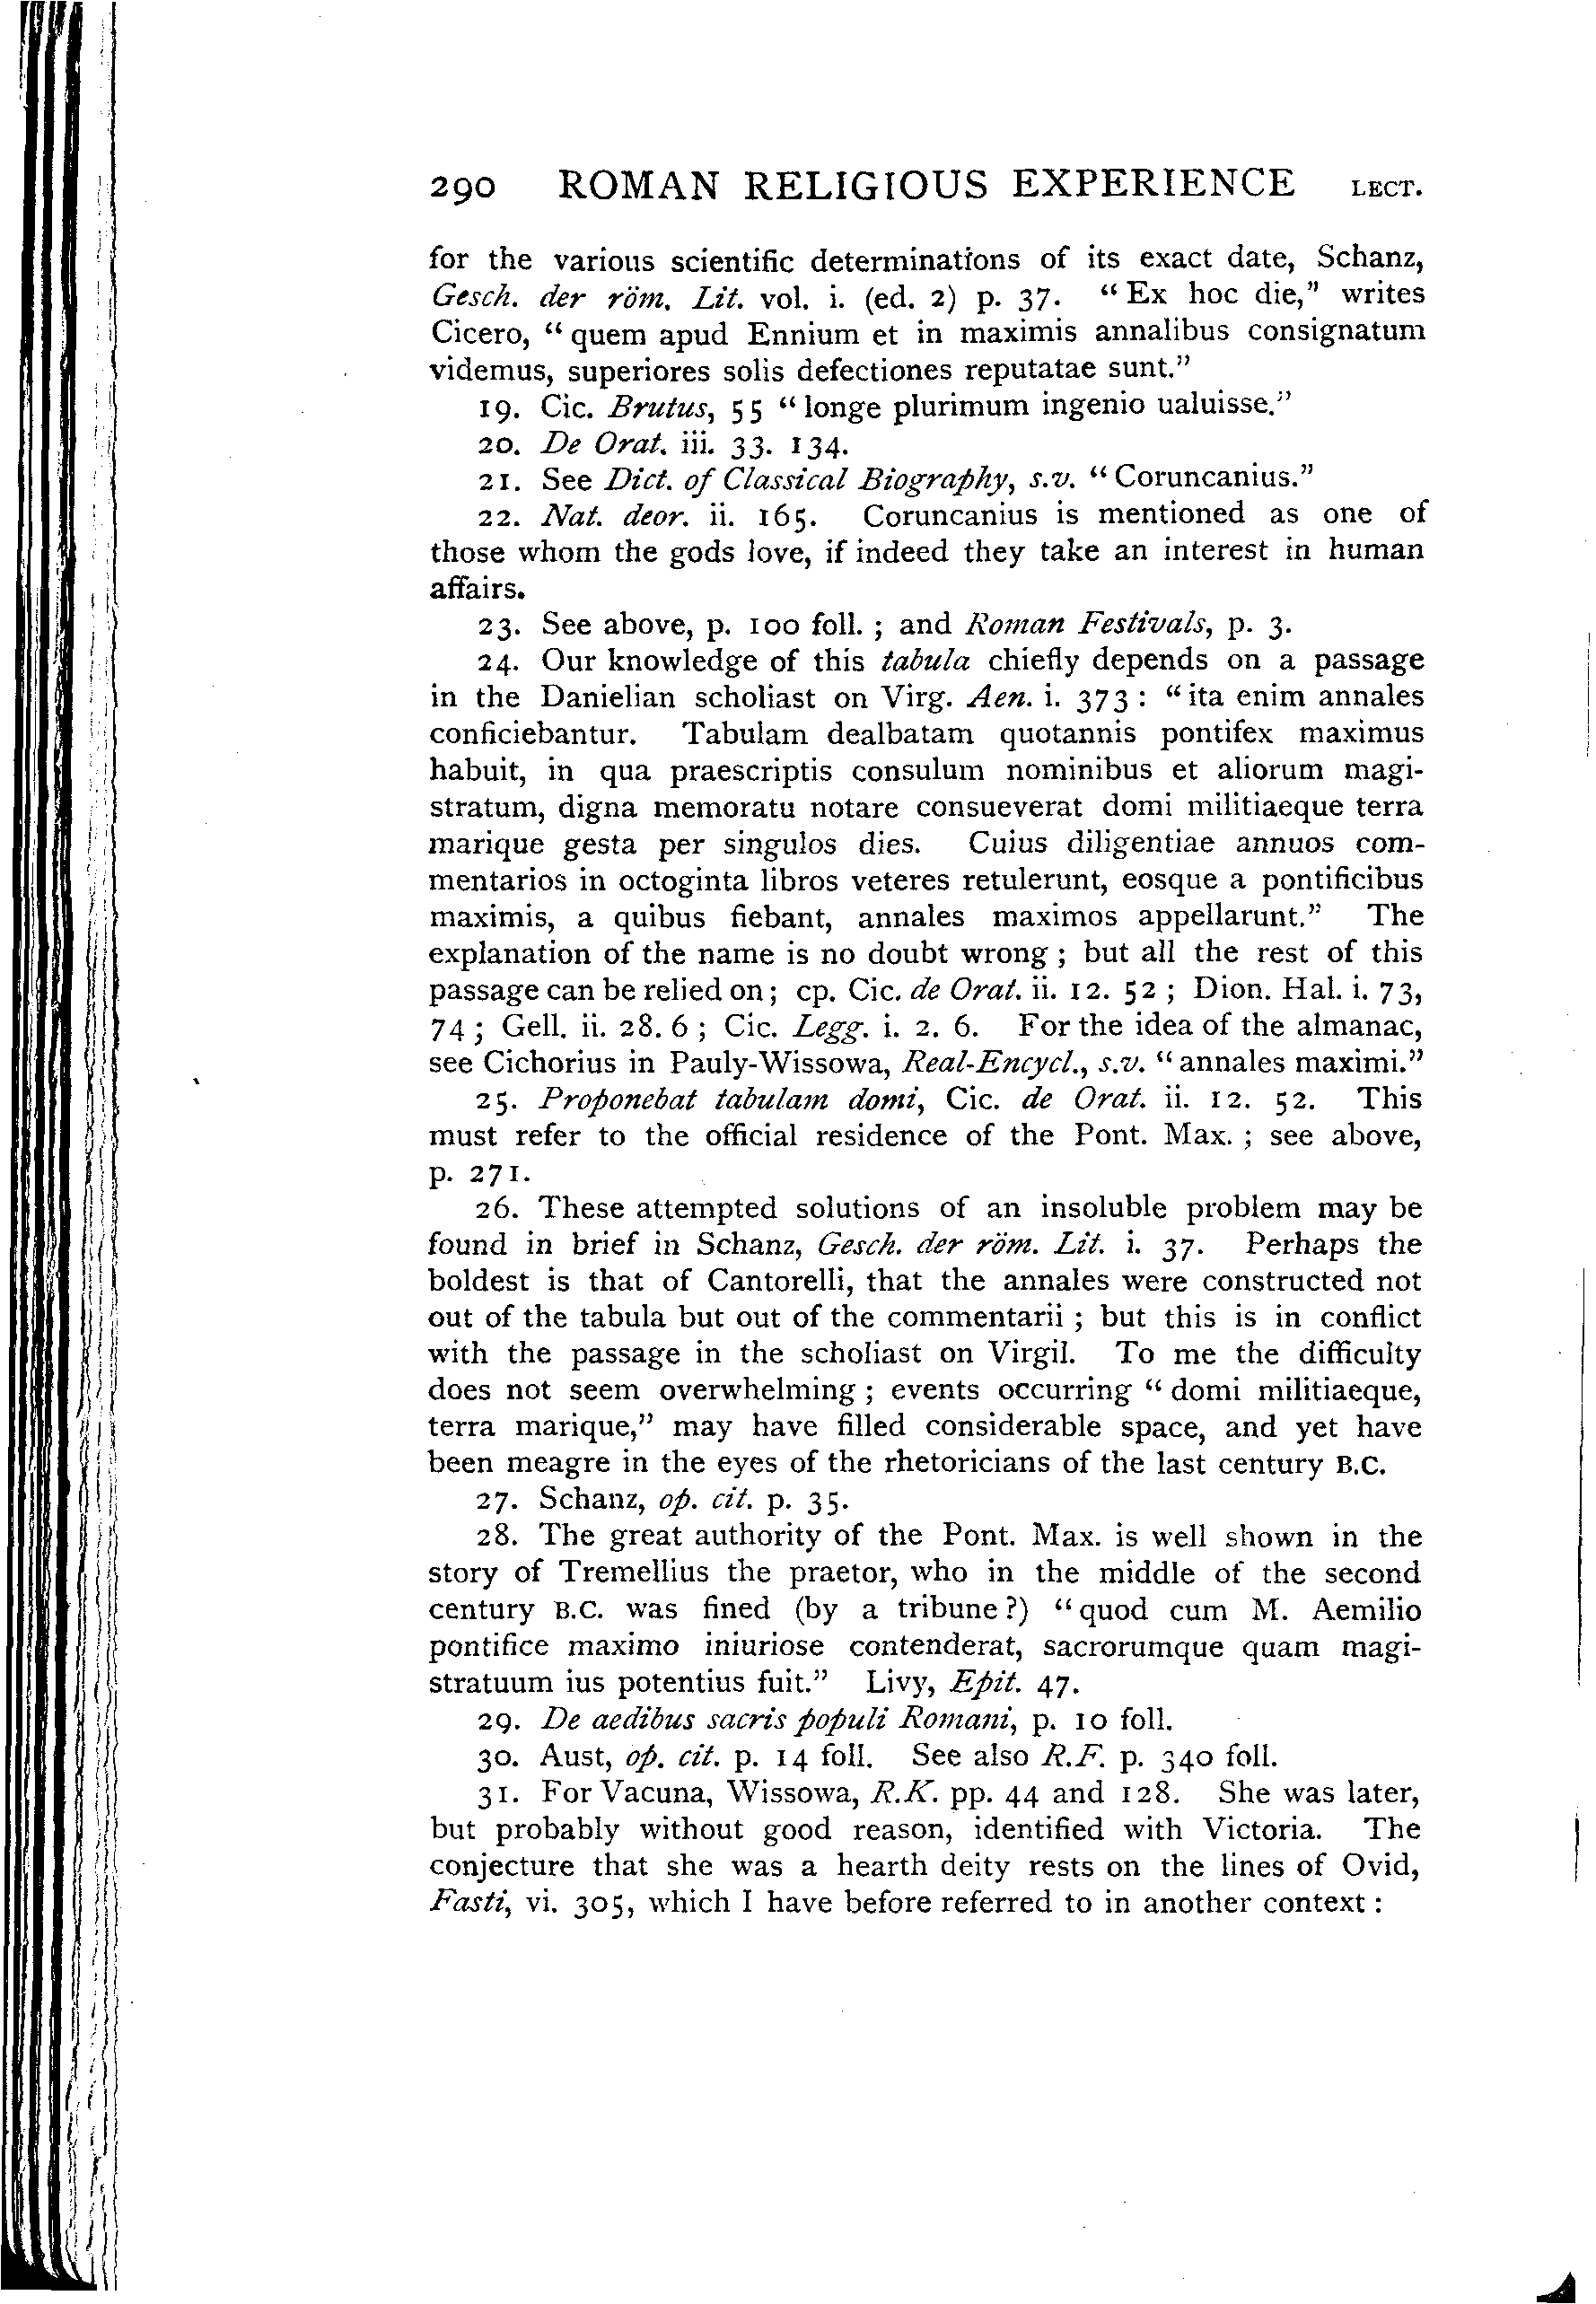 290 ROMAN RELIGIOUS EXPERIENCE LECT.
for the various scientific determinations of its exact date, Schanz,
Gesch. der röm. Lit. vol. i. (ed. 2) p. 37. “Ex hoc die,” writes
Cicero, “quem apud Ennium et in maximis annalibus consignatum
videmus, superiores solis defectiones reputatae sunt.”
19. Cic. Brutus, 55 “longe plurimum ingenio ualuisse.”
20. De Orat. iii. 33. 134.
21. See Dict. of Classical Biography, s.v. “Coruncanius.”
22. Nat. deor. ii. 165. Coruncanius is mentioned as one of
those whom the gods love, if indeed they take an interest in human
affairs.
23. See above, p. 100 foll. ; and Roman Festivals, p. 3.
24. Our knowledge of this tabula chiefly depends on a passage
in the Danielian scholiast on Virg. Aen. i. 373 : “ita enim annales
conficiebantur. Tabulam dealbatam quotannis pontifex maximus
habuit, in qua praescriptis consulum nominibus et aliorum magi-
stratum, digna memoratu notare consueverat domi militiaeque terra
marique gesta per singulos dies. Cuius diligentiae annuos com-
mentarios in octoginta libros veteres retulerunt, eosque a pontificibus
maximis, a quibus fiebant, annales maximos appellarunt.” The
explanation of the name is no doubt wrong ; but all the rest of this
passage can be relied on ; cp. Cic. de Orat. ii. 12. 52 ; Dion. Hal. i. 73,
74 ; Gell. ii. 28. 6 ; Cic. Legg. i. 2. 6. For the idea of the almanac,
see Cichorius in Pauly-Wissowa, Real-Encycl., s.v. “annales maximi.”
25. Proponebat tabulam domi, Cic. de Orat. ii. 12. 52. This
must refer to the official residence of the Pont. Max. ; see above,
p. 271.
26. These attempted solutions of an insoluble problem may be
found in brief in Schanz, Gesch. der röm. Lit. i. 37. Perhaps the
boldest is that of Cantorelli, that the annales were constructed not
out of the tabula but out of the commentarii ; but this is in conflict
with the passage in the scholiast on Virgil. To me the difficulty
does not seem overwhelming ; events occurring “domi militiaeque,
terra marique,” may have filled considerable space, and yet have
been meagre in the eyes of the rhetoricians of the last century B.C.
27. Schanz, op. cit. p. 35.
28. The great authority of the Pont. Max. is well shown in the
story of Tremellius the praetor, who in the middle of the second
century B.C. was fined (by a tribune ?) “quod cum M. Aemilio
pontifice maximo iniuriose contenderat, sacrorumque quam magi-
stratuum ius potentius fuit.” Livy, Epit. 47.
29. De aedibus sacris populi Romani, p. 10 foll.
30. Aust, op. cit. p. 14 foll. See also R.F. p. 340 foll.
31. For Vacuna, Wissowa, R.K. pp. 44 and 128. She was later,
but probably without good reason, identified with Victoria. The
conjecture that she was a hearth deity rests on the lines of Ovid,
Fasti, vi. 305, which I have before referred to in another context :